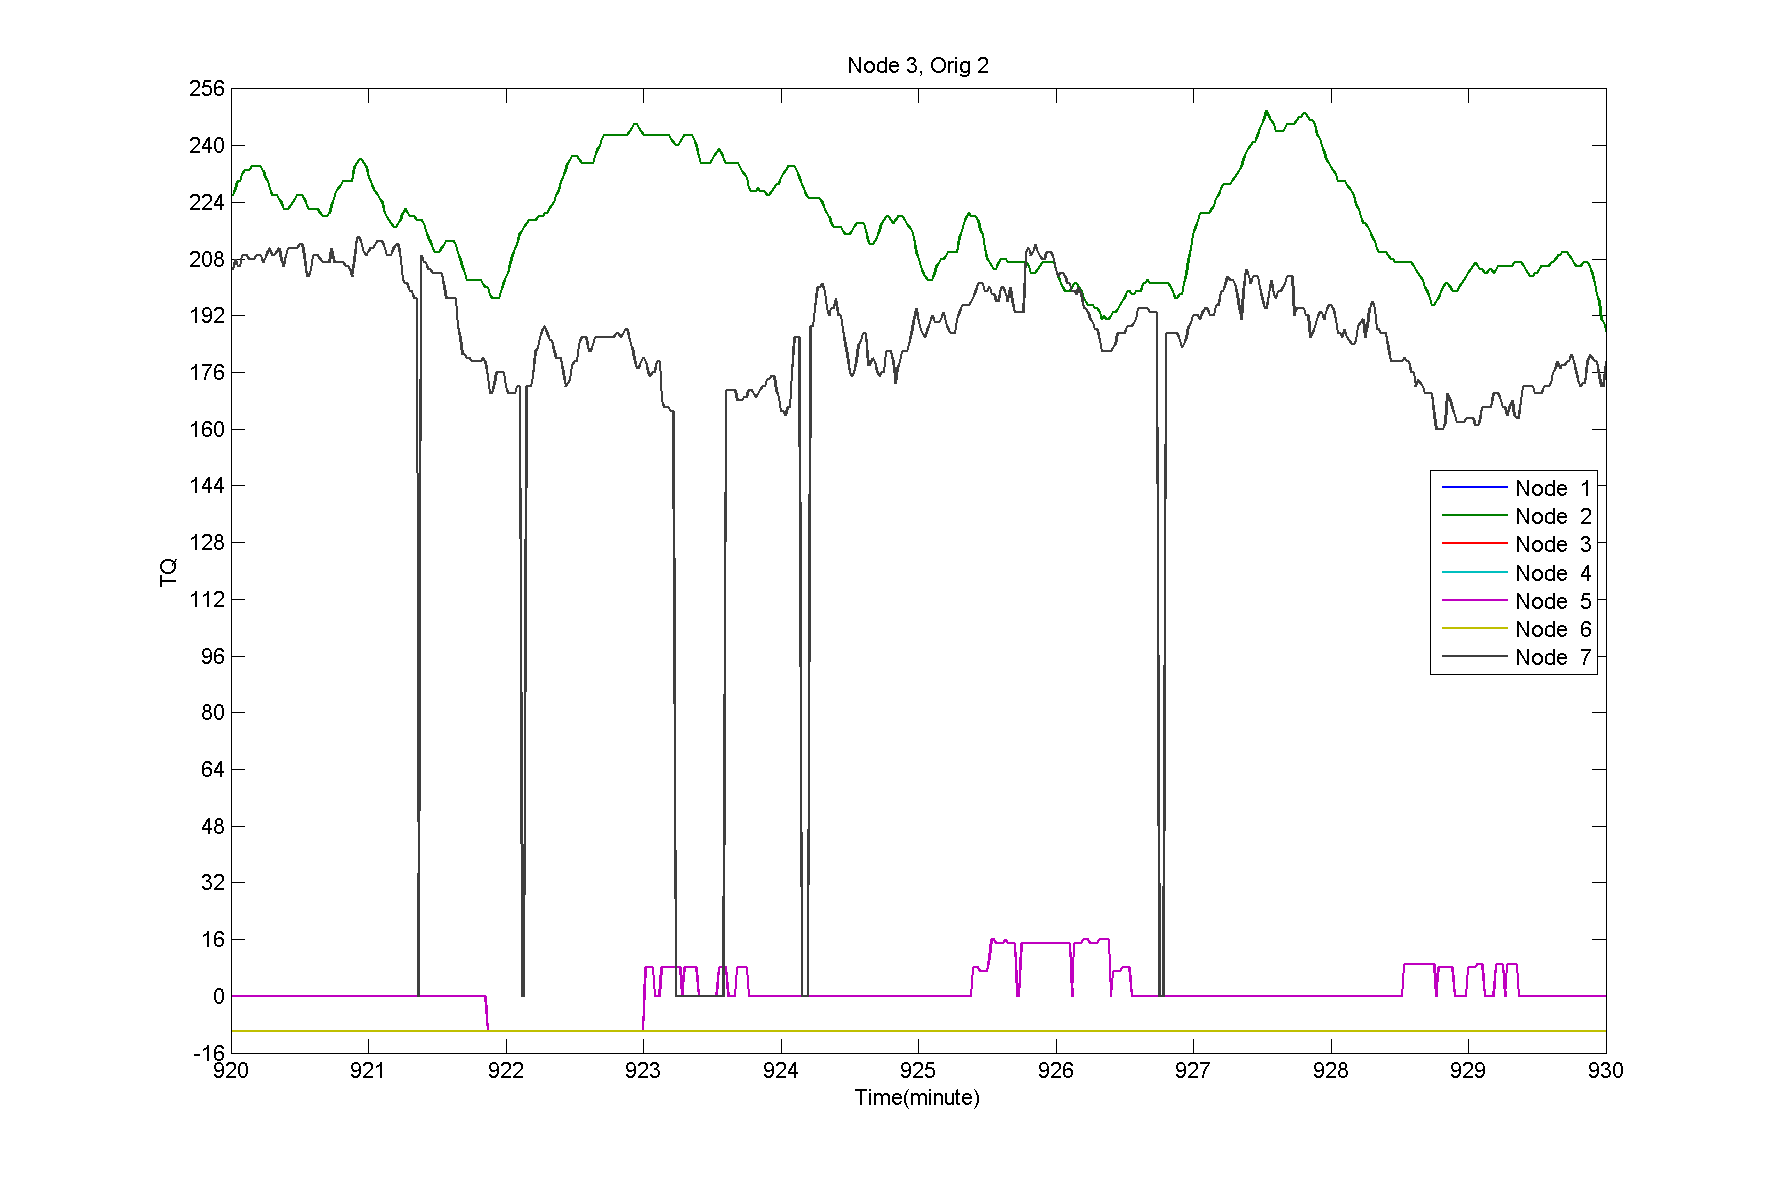 Node 3, Orig 2
256
240
224
208
192
176
160
144
128
112
96
80
64
48
32
16
0
-16
TQ
Node 1
Node 2
Node 3
Node 4
Node 5
Node 6
Node 7
920 921 922 923 924 925 926 927 928 929 930
Time(minute)